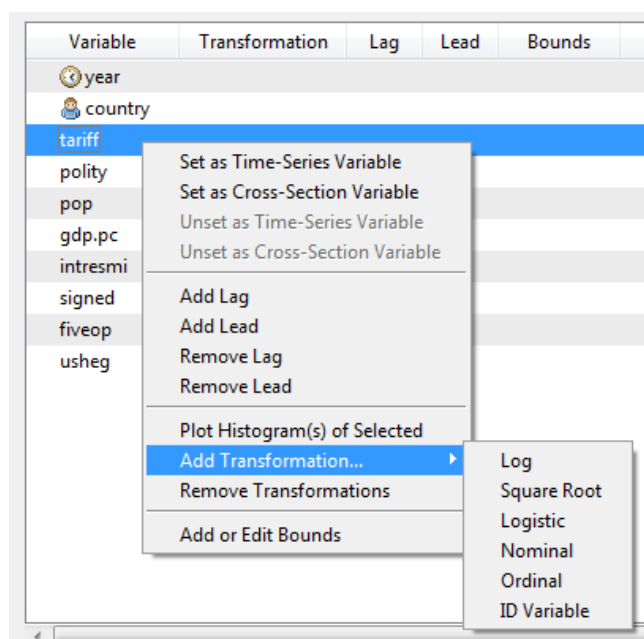 Variable Transformation Lag Lead Bounds
year
country
tariff
polity
pop
gdp.pc
intresmi
signed
fiveop
usheg
Set as Time-Series Variable
Set as Cross-Section Variable
Unset as Time-Series Variable
Unset as Cross-Section Variable
Add Lag
Add Lead
Remove Lag
Remove Lead
Plot Histogram(s) of Selected
Add Transformation...
Remove Transformations
Add or Edit Bounds
Log
Square Root
Logistic
Nominal
Ordinal
ID Variable